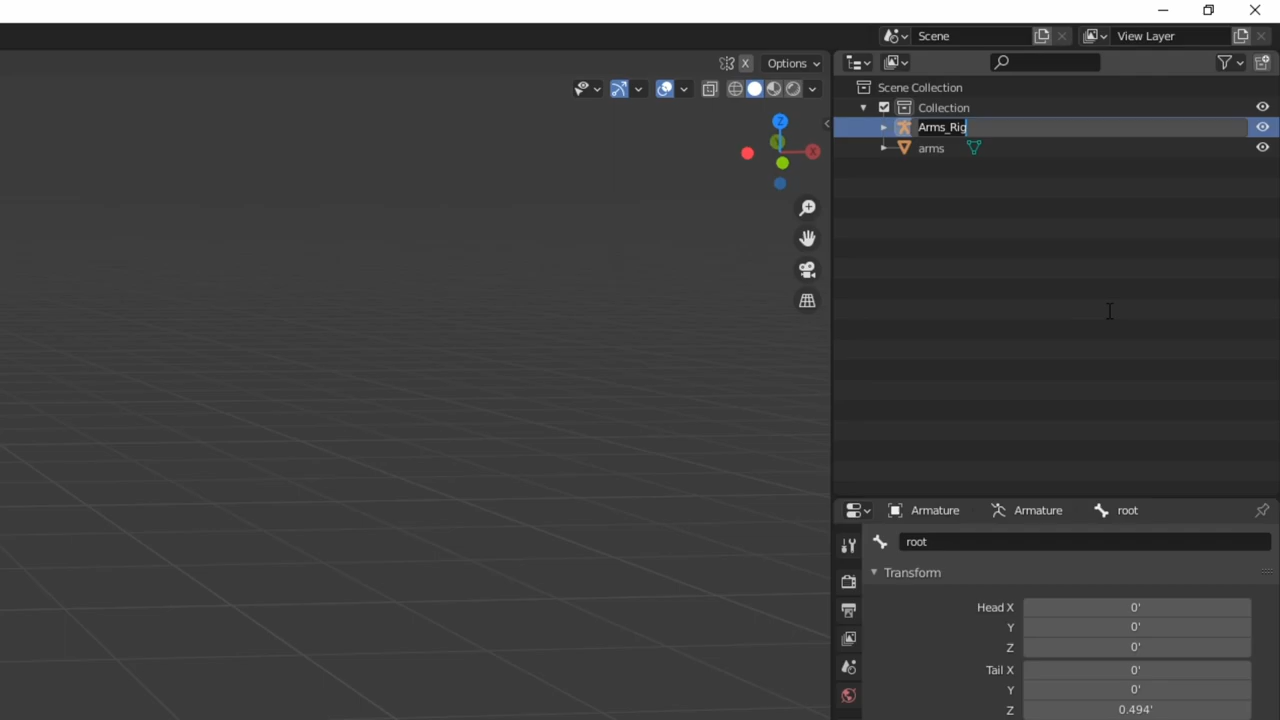 Scene
View Layer
X
Options
Scene Collection
Collection
Arms_Rig
arms
Z
Y
X
Armature
Armature
root
root
Transform
Head X
0'
Y
0'
Z
0'
Tail X
0'
Y
0'
Z
0.494'